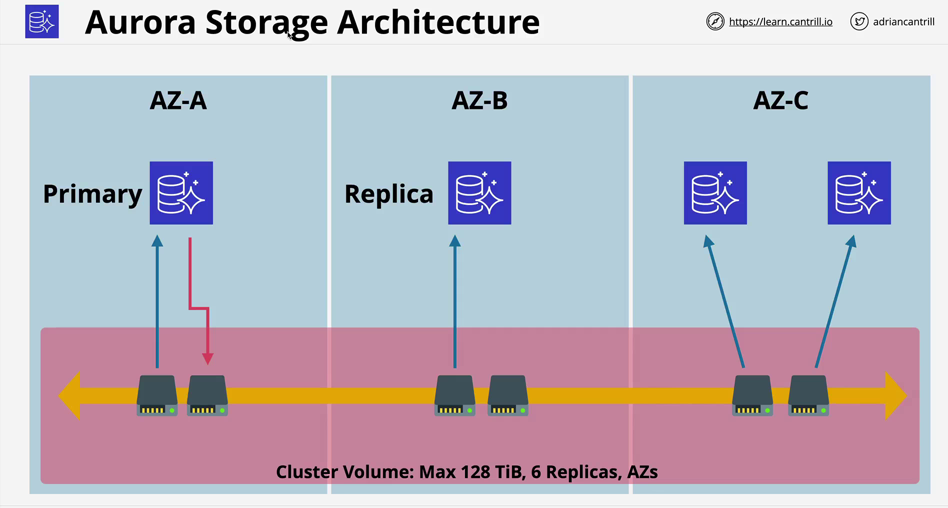 Aurora Storage Architecture
https://learn.cantrill.io
adriancantrill
AZ-A
AZ-B
AZ-C
Primary
Replica
Cluster Volume: Max 128 TiB, 6 Replicas, AZs